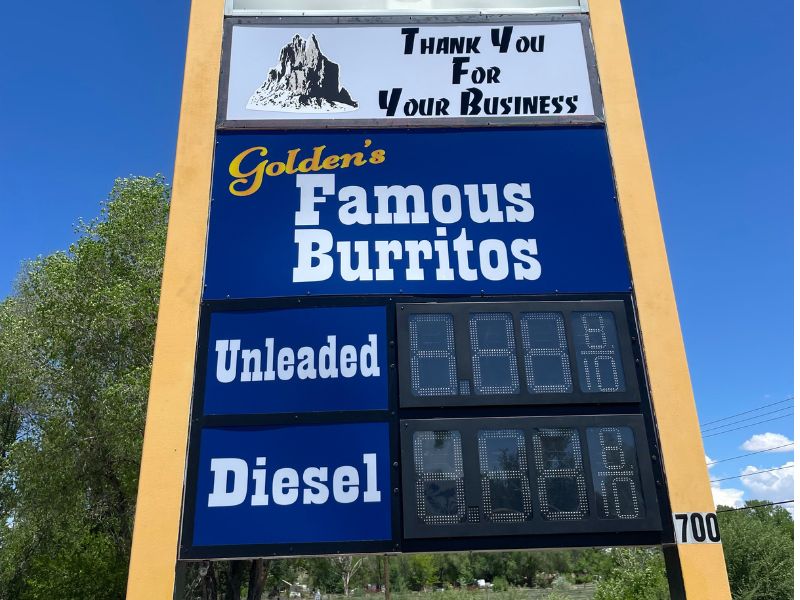 Thank You
For
Your Business
Golden's
Famous
Burritos
Unleaded
Diesel
700